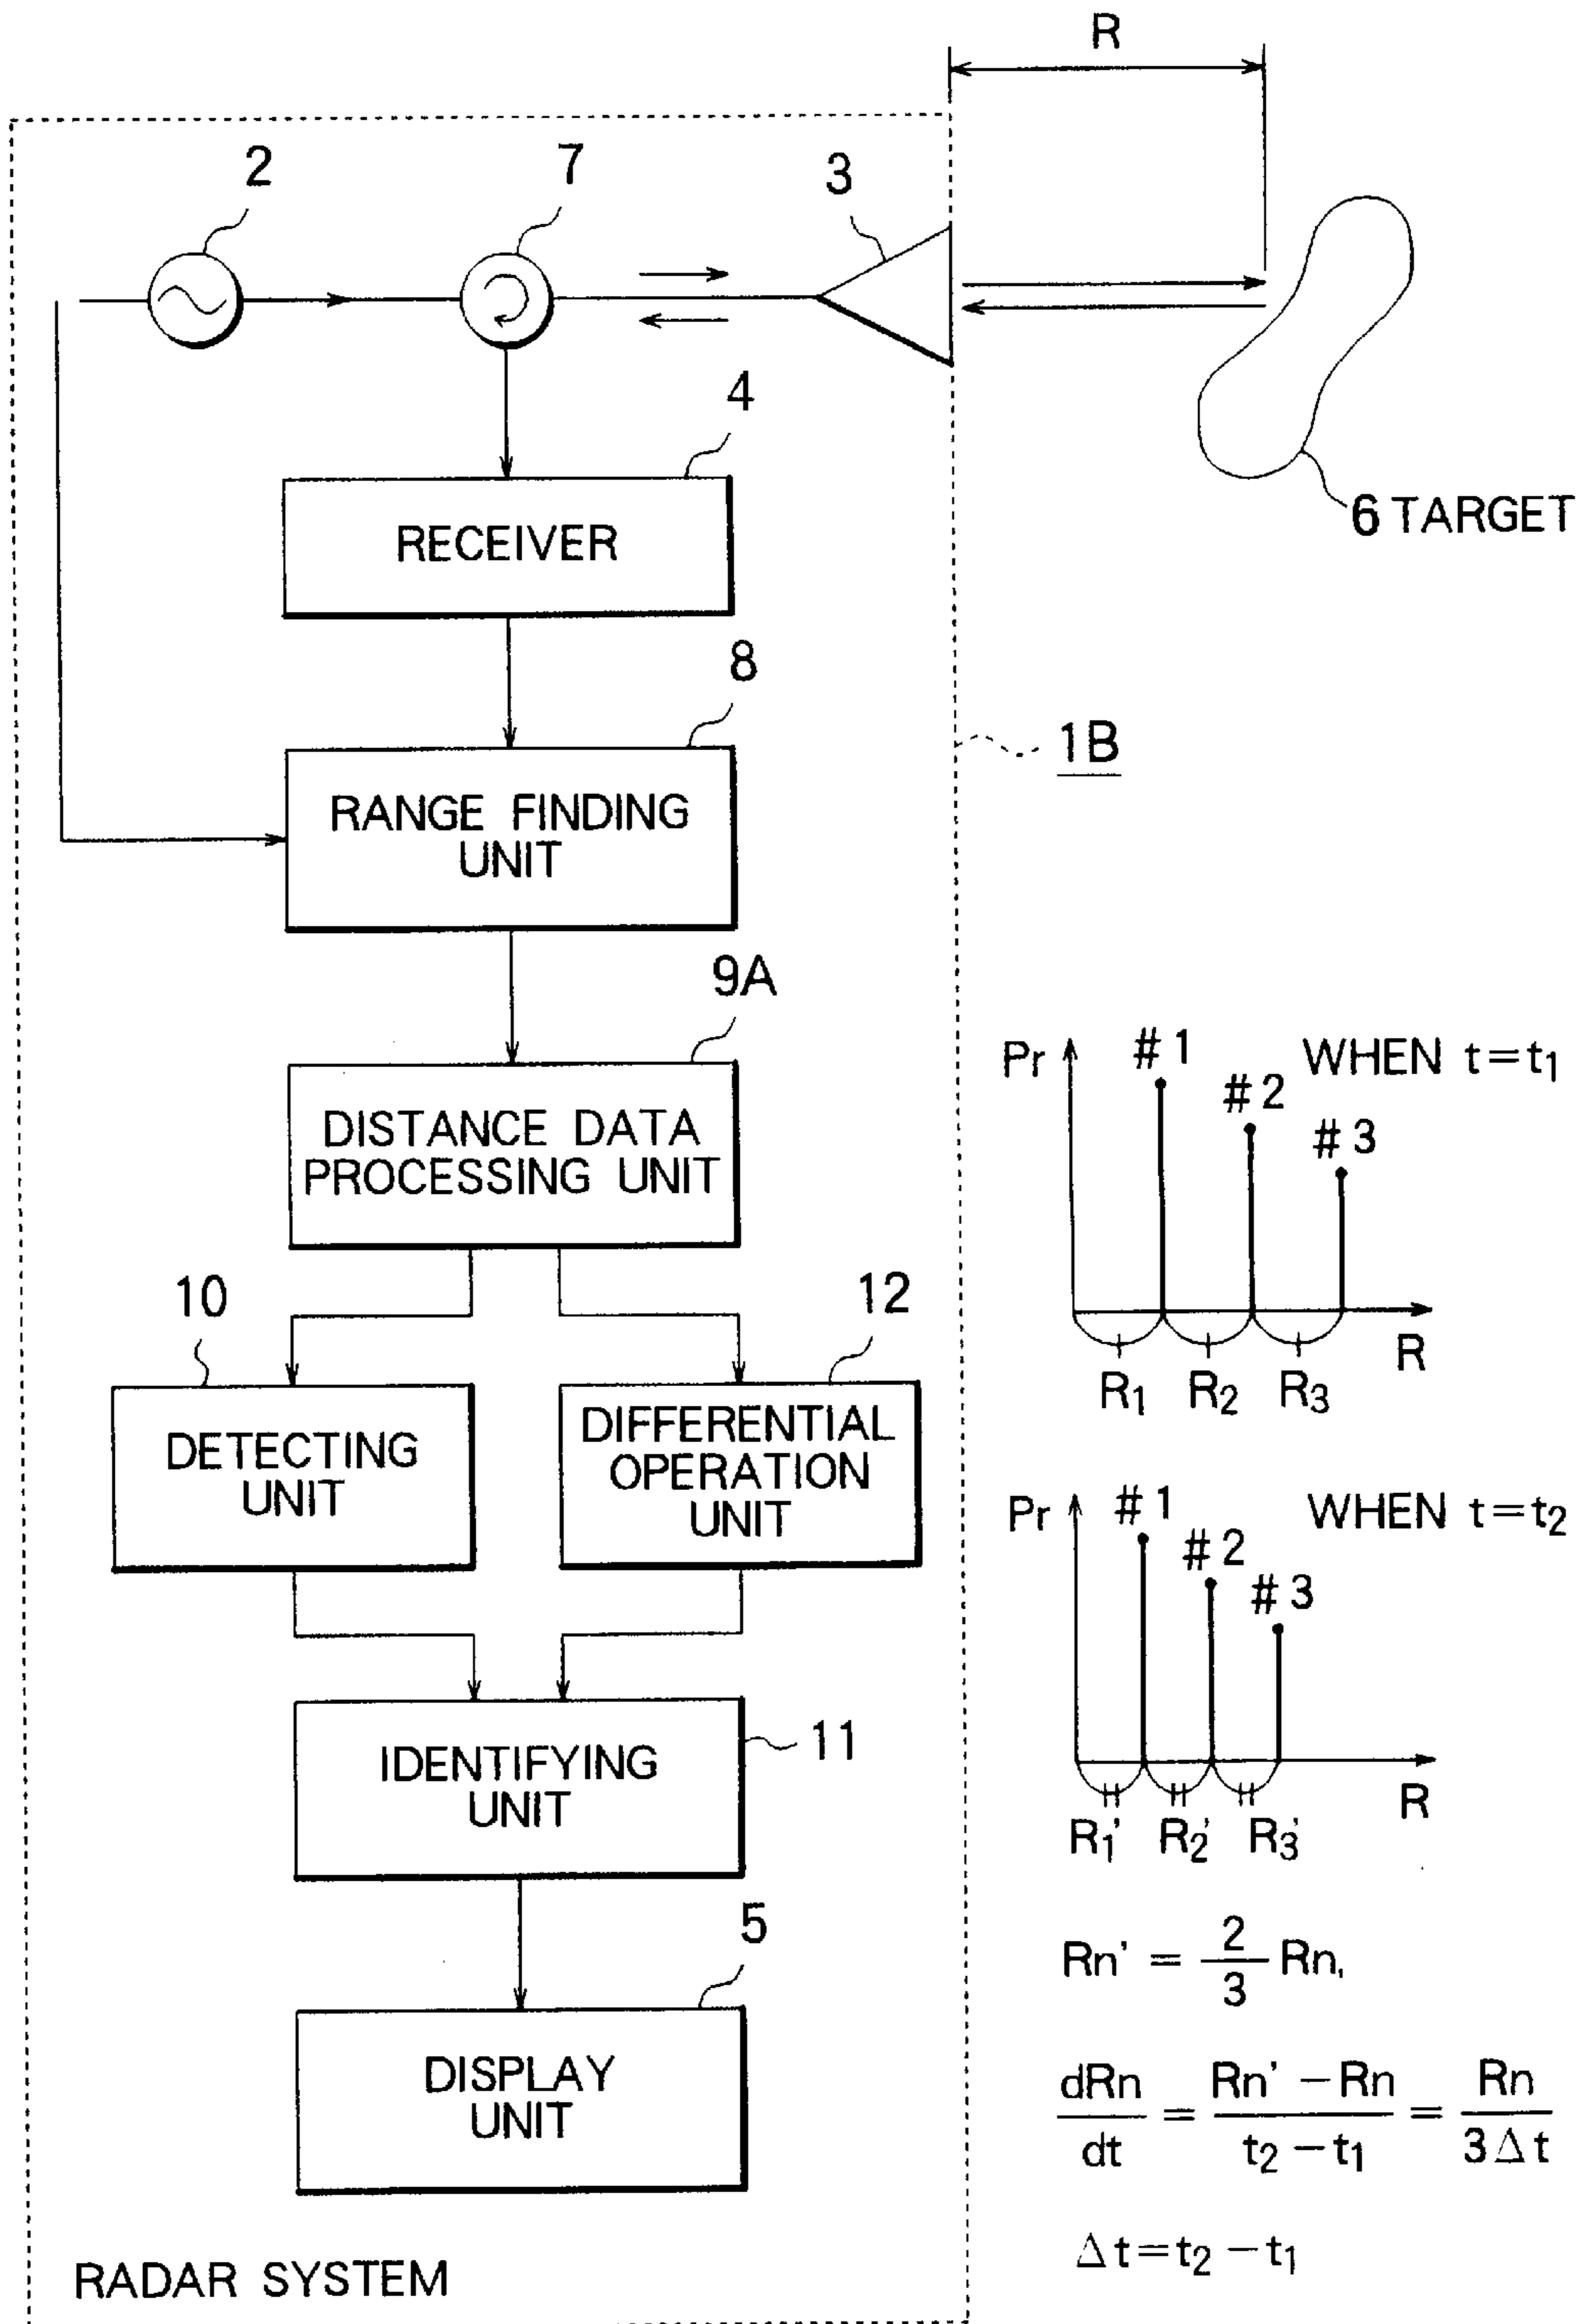 R
2
7
3
4
RECEIVER
6 TARGET
8
RANGE FINDING
UNIT
1B
9A
DISTANCE DATA
PROCESSING UNIT
10
12
DETECTING
UNIT
DIFFERENTIAL
OPERATION
UNIT
11
IDENTIFYING
UNIT
5
DISPLAY
UNIT
RADAR SYSTEM
Pr
#1
#2
#3
WHEN t=t₁
R
R₁ R₂ R₃
Pr
#1
#2
#3
WHEN t=t₂
R
R₁' R₂' R₃'
Rn' = 2/3 Rn,
dRn/dt = (Rn' − Rn)/(t₂ − t₁) = Rn/3Δt
Δt=t₂ − t₁